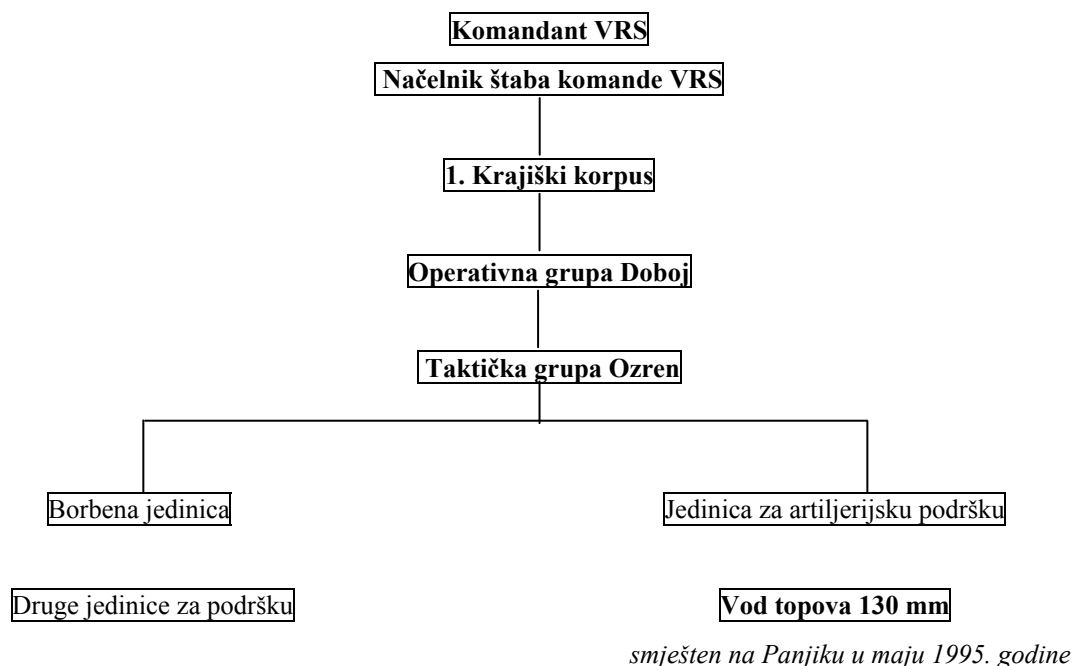 Komandant VRS
Načelnik štaba komande VRS
1. Krajiški korpus
Operativna grupa Doboj
Taktička grupa Ozren
Borbena jedinica
Jedinica za artiljerijsku podršku
Druge jedinice za podršku
Vod topova 130 mm
smješten na Panjiku u maju 1995. godine